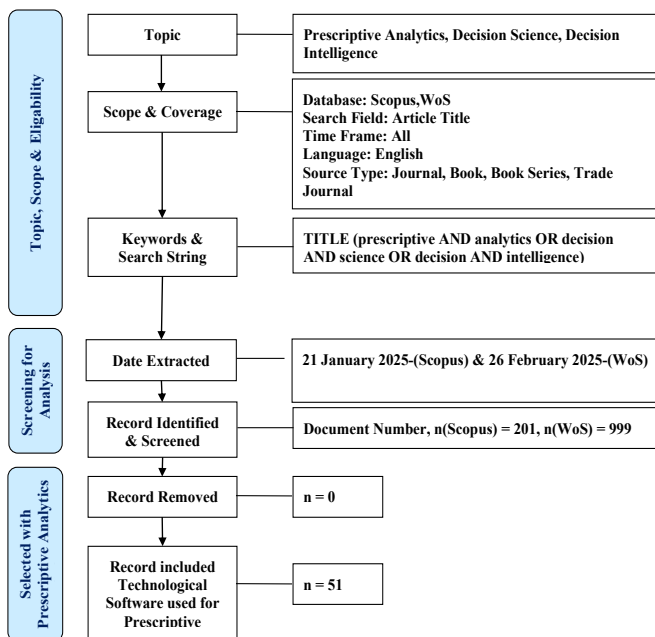 Topic, Scope & Eligability
Topic
Prescriptive Analytics, Decision Science, Decision
Intelligence
Scope & Coverage
Database: Scopus,WoS
Search Field: Article Title
Time Frame: All
Language: English
Source Type: Journal, Book, Book Series, Trade
Journal
Keywords &
Search String
TITLE (prescriptive AND analytics OR decision
AND science OR decision AND intelligence)
Screening for
Analysis
Date Extracted
21 January 2025-(Scopus) & 26 February 2025-(WoS)
Record Identified
& Screened
Document Number, n(Scopus) = 201, n(WoS) = 999
Selected with
Prescriptive Analytics
Record Removed
n = 0
Record included
Technological
Software used for
Prescriptive
n = 51